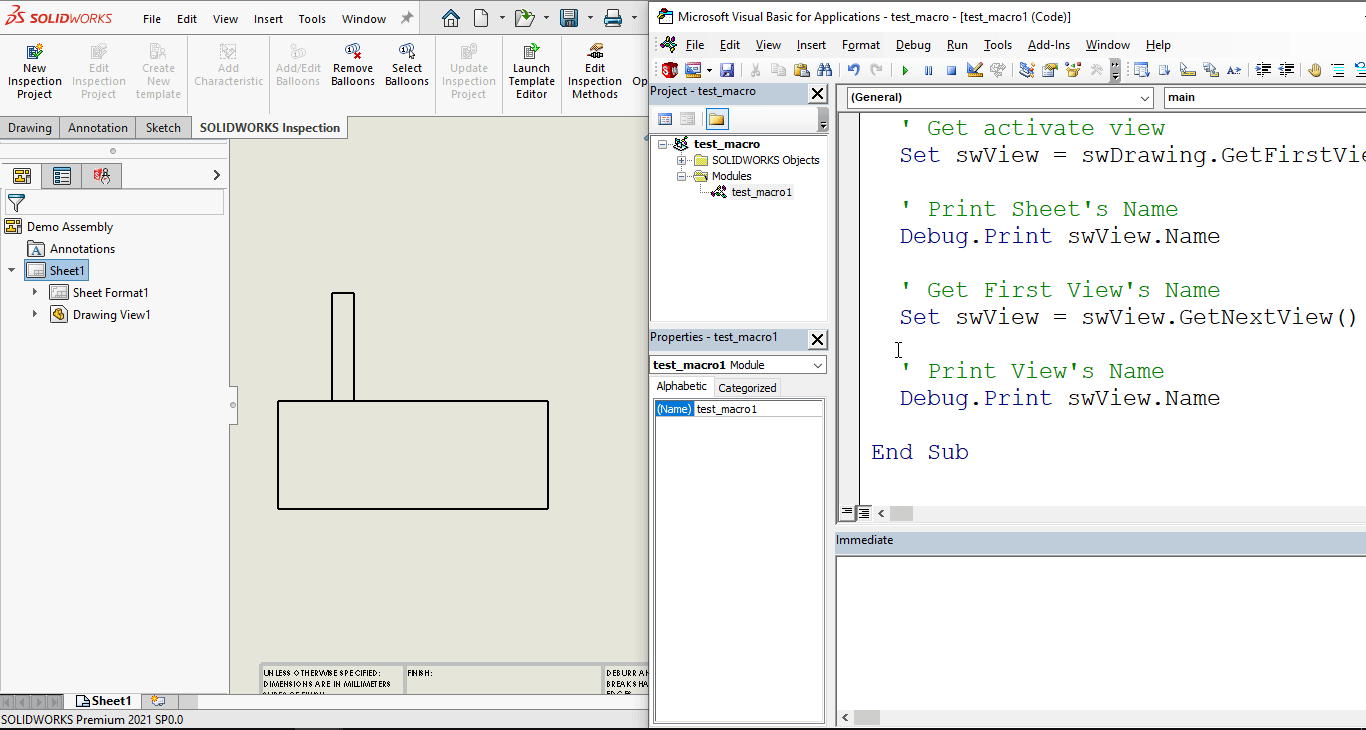 SOLIDWORKS File Edit View Insert Tools Window
New Inspection Project
Edit Inspection Project
Create New template
Add Characteristic
Add/Edit Balloons
Remove Balloons
Select Balloons
Update Inspection Project
Launch Template Editor
Edit Inspection Methods
Op
Drawing Annotation Sketch SOLIDWORKS Inspection
Demo Assembly
Annotations
Sheet1
Sheet Format1
Drawing View1
UNLESS OTHERWISE SPECIFIED:
DIMENSIONS ARE IN MILLIMETERS
FINISH:
DEBURR AN
BREAK SHA
Sheet1
SOLIDWORKS Premium 2021 SP0.0
Microsoft Visual Basic for Applications - test_macro - [test_macro1 (Code)]
File Edit View Insert Format Debug Run Tools Add-Ins Window Help
Project - test_macro
test_macro
SOLIDWORKS Objects
Modules
test_macro1
Properties - test_macro1
test_macro1 Module
Alphabetic Categorized
(Name) test_macro1
(General) main
' Get activate view
Set swView = swDrawing.GetFirstVie
' Print Sheet's Name
Debug.Print swView.Name
' Get First View's Name
Set swView = swView.GetNextView()
' Print View's Name
Debug.Print swView.Name
End Sub
Immediate